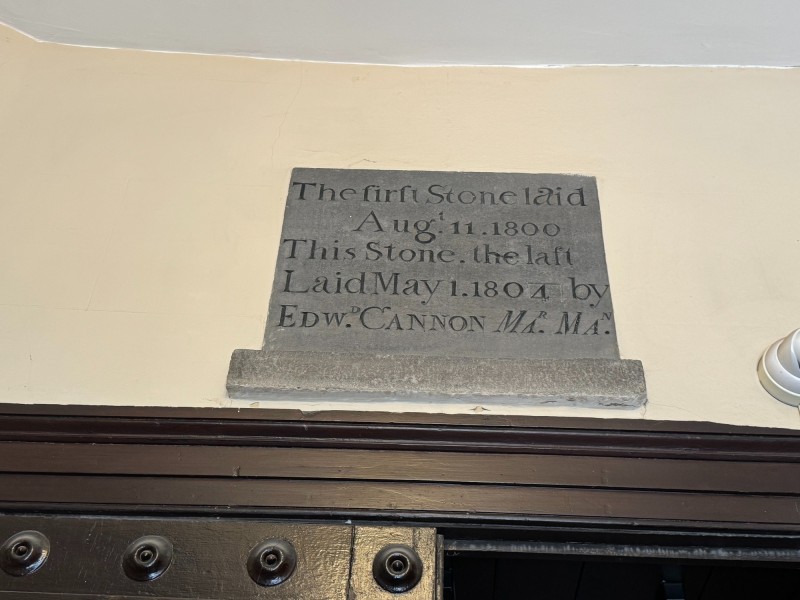 The firſt Stone laid
Augᵗ. 11. 1800
This Stone. the laſt
Laid May 1. 1804 by
EDW.ᴰ CANNON MAᴿ. MAᴺ.